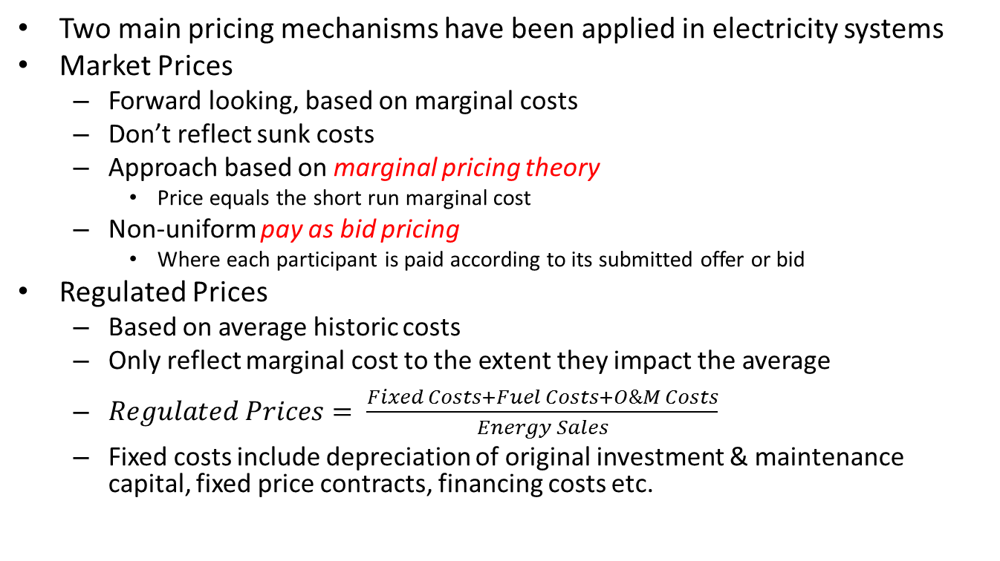 • Two main pricing mechanisms have been applied in electricity systems
• Market Prices
– Forward looking, based on marginal costs
– Don't reflect sunk costs
– Approach based on marginal pricing theory
• Price equals the short run marginal cost
– Non-uniform pay as bid pricing
• Where each participant is paid according to its submitted offer or bid
• Regulated Prices
– Based on average historic costs
– Only reflect marginal cost to the extent they impact the average
– Regulated Prices = Fixed Costs+Fuel Costs+O&M Costs
Energy Sales
– Fixed costs include depreciation of original investment & maintenance
capital, fixed price contracts, financing costs etc.